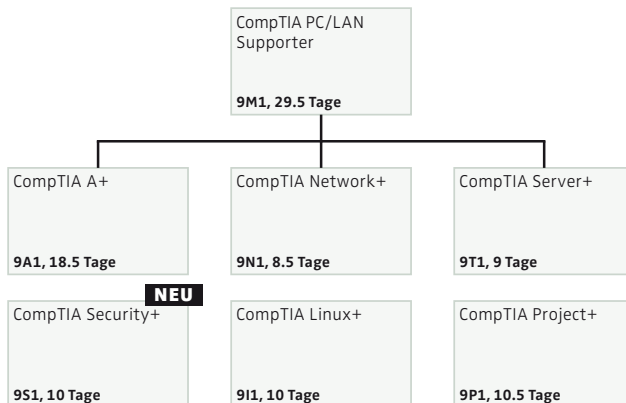 CompTIA PC/LAN
Supporter
9M1, 29.5 Tage
CompTIA A+
9A1, 18.5 Tage
CompTIA Network+
9N1, 8.5 Tage
CompTIA Server+
9T1, 9 Tage
NEU
CompTIA Security+
9S1, 10 Tage
CompTIA Linux+
9I1, 10 Tage
CompTIA Project+
9P1, 10.5 Tage